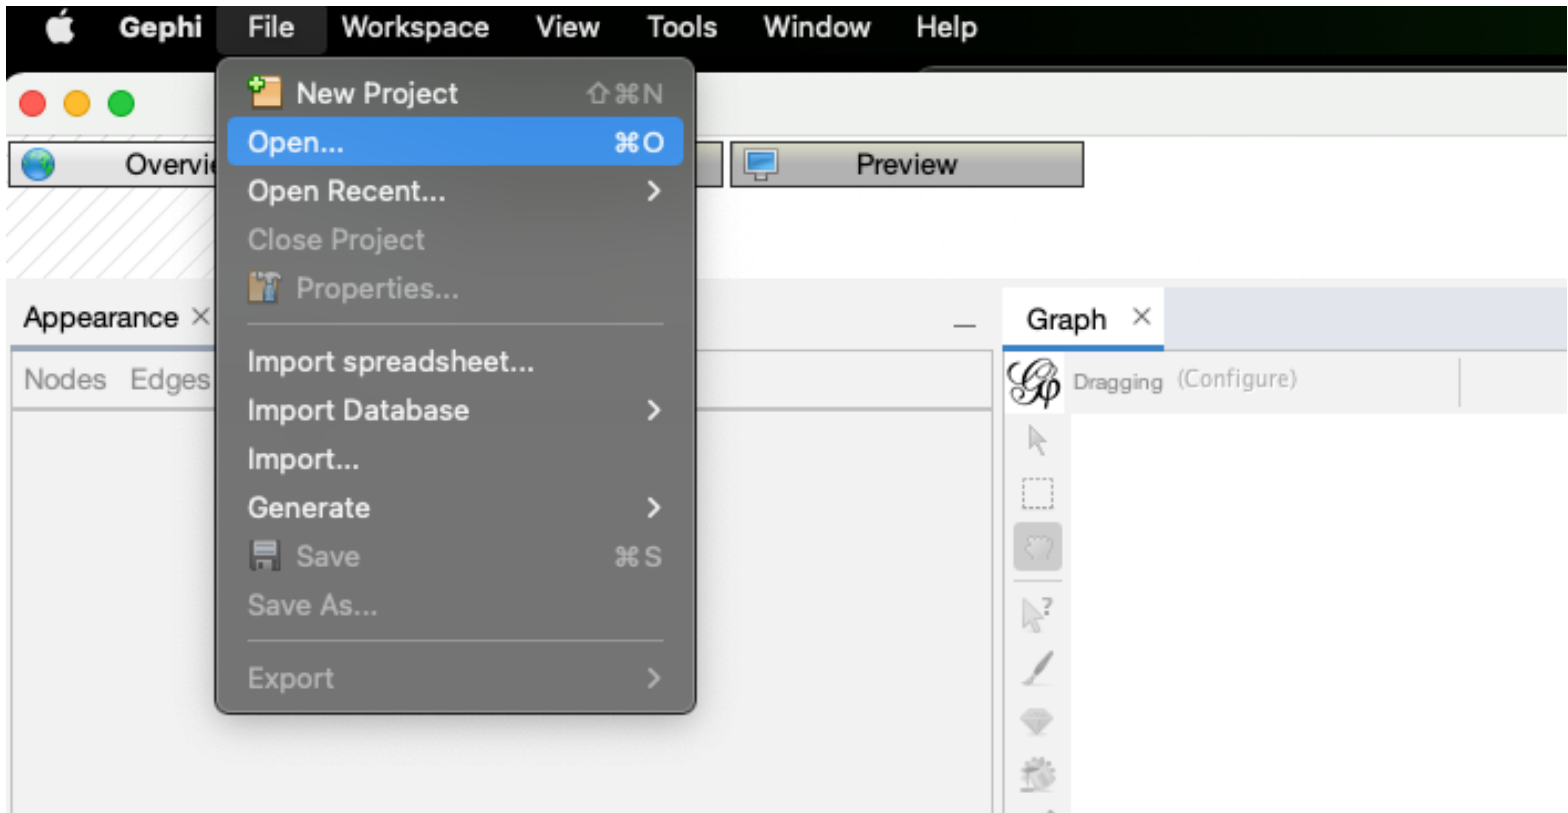 Gephi File Workspace View Tools Window Help
New Project ⇧⌘N
Open... ⌘O
Open Recent...
Close Project
Properties...
Import spreadsheet...
Import Database
Import...
Generate
Save ⌘S
Save As...
Export
Preview
Appearance
Nodes Edges
Graph
Dragging (Configure)